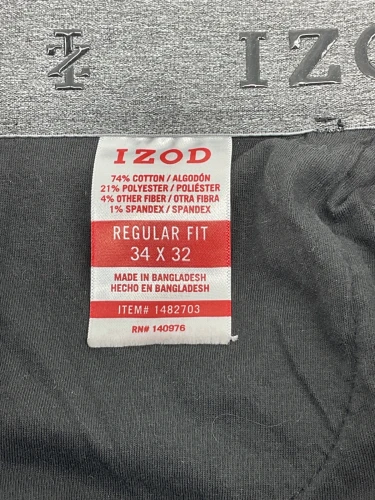 IZO
IZOD
74% COTTON / ALGODÓN
21% POLYESTER / POLIÉSTER
4% OTHER FIBER / OTRA FIBRA
1% SPANDEX / SPANDEX
REGULAR FIT
34 X 32
MADE IN BANGLADESH
HECHO EN BANGLADESH
ITEM# 1482703
RN# 140976